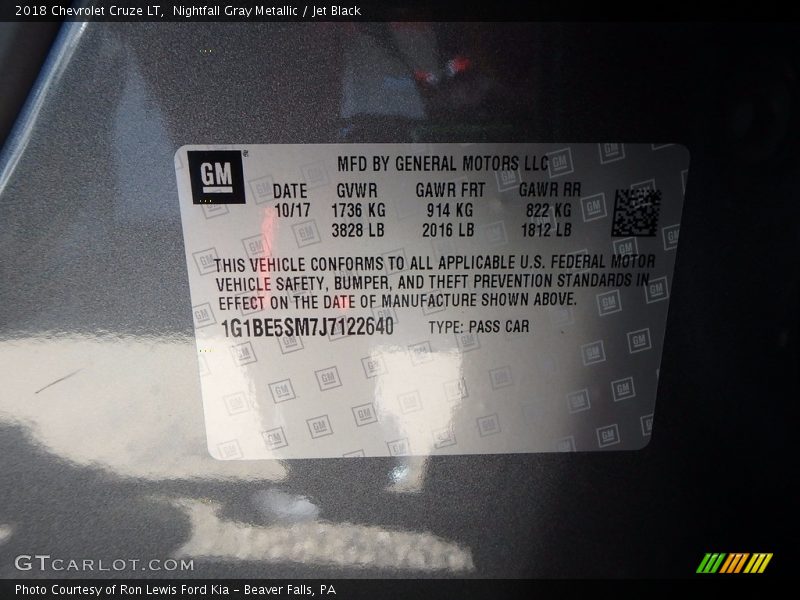 2018 Chevrolet Cruze LT, Nightfall Gray Metallic / Jet Black
GM
MFD BY GENERAL MOTORS LLC
DATE GVWR GAWR FRT GAWR RR
10/17 1736 KG 914 KG 822 KG
3828 LB 2016 LB 1812 LB
THIS VEHICLE CONFORMS TO ALL APPLICABLE U.S. FEDERAL MOTOR
VEHICLE SAFETY, BUMPER, AND THEFT PREVENTION STANDARDS IN
EFFECT ON THE DATE OF MANUFACTURE SHOWN ABOVE.
1G1BE5SM7J7122640 TYPE: PASS CAR
GTCARLOT.COM
Photo Courtesy of Ron Lewis Ford Kia - Beaver Falls, PA